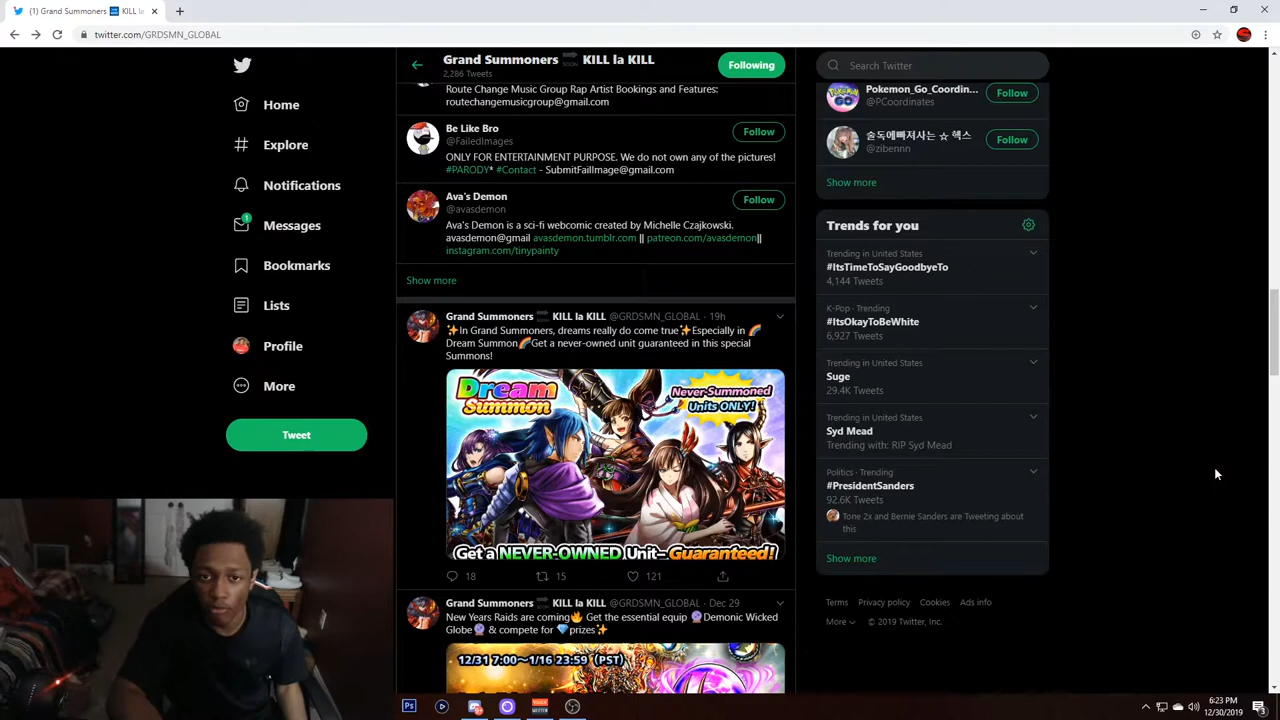 (1) Grand Summoners 🔜 KILL la
twitter.com/GRDSMN_GLOBAL
Home
Explore
Notifications
1
Messages
Bookmarks
Lists
Profile
More
Tweet
Grand Summoners 🔜 KILL la KILL
2,286 Tweets
Following
Route Change Music Group Rap Artist Bookings and Features:
routechangemusicgroup@gmail.com
Be Like Bro
@FailedImages
Follow
ONLY FOR ENTERTAINMENT PURPOSE. We do not own any of the pictures!
#PARODY* #Contact - SubmitFailImage@gmail.com
Ava's Demon
@avasdemon
Follow
Ava's Demon is a sci-fi webcomic created by Michelle Czajkowski.
avasdemon@gmail avasdemon.tumblr.com || patreon.com/avasdemon||
instagram.com/tinypainty
Show more
Grand Summoners 🔜 KILL la KILL @GRDSMN_GLOBAL · 19h
✨In Grand Summoners, dreams really do come true✨Especially in 🌈
Dream Summon🌈Get a never-owned unit guaranteed in this special
Summons!
Dream
Summon
Never-Summoned
Units ONLY!
Get a NEVER-OWNED Unit–Guaranteed!
18 15 121
Grand Summoners 🔜 KILL la KILL @GRDSMN_GLOBAL · Dec 29
New Years Raids are coming🔥 Get the essential equip 🔮Demonic Wicked
Globe🔮 & compete for 💎prizes✨
12/31 7:00～1/16 23:59 (PST)
Search Twitter
POKÉMON
GO
Pokemon_Go_Coordin...
@PCoordinates
Follow
술독에빠져사는 ☆ 헥스
@zibennn
Follow
Show more
Trends for you
Trending in United States
#ItsTimeToSayGoodbyeTo
4,144 Tweets
K-Pop · Trending
#ItsOkayToBeWhite
6,927 Tweets
Trending in United States
Suge
29.4K Tweets
Trending in United States
Syd Mead
Trending with: RIP Syd Mead
Politics · Trending
#PresidentSanders
92.6K Tweets
Tone 2x and Bernie Sanders are Tweeting about
this
Show more
Terms Privacy policy Cookies Ads info
More © 2019 Twitter, Inc.
Ps
6:23 PM
12/30/2019
3